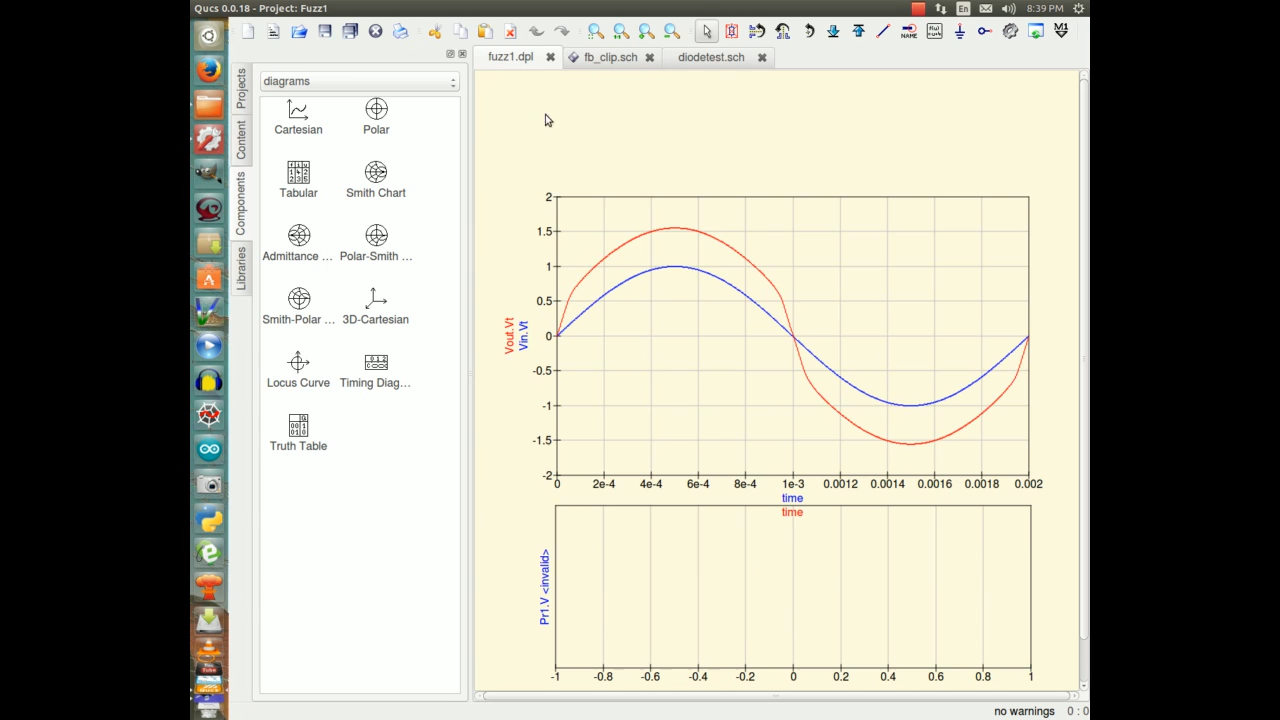 Qucs 0.0.18 - Project: Fuzz1
En
8:39 PM
NAME
M1
fuzz1.dpl
fb_clip.sch
diodetest.sch
Projects
Content
Components
Libraries
diagrams
Cartesian
Polar
Tabular
Smith Chart
Admittance ...
Polar-Smith ...
Smith-Polar ...
3D-Cartesian
Locus Curve
Timing Diag...
Truth Table
Vout.Vt
Vin.Vt
2
1.5
1
0.5
0
-0.5
-1
-1.5
-2
0 2e-4 4e-4 6e-4 8e-4 1e-3 0.0012 0.0014 0.0016 0.0018 0.002
time
time
Pr1.V <invalid>
-1 -0.8 -0.6 -0.4 -0.2 0 0.2 0.4 0.6 0.8 1
no warnings 0 : 0